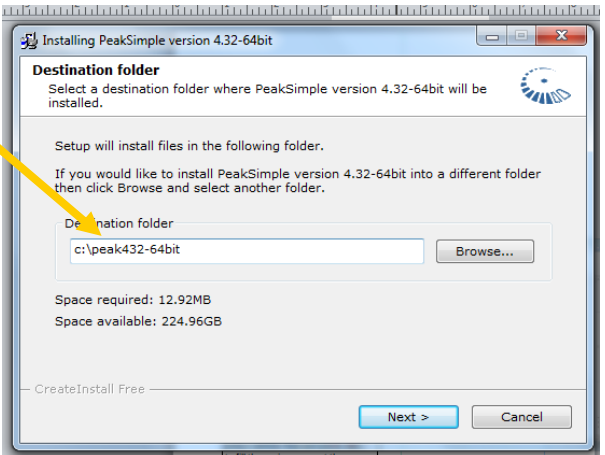 Installing PeakSimple version 4.32-64bit
Destination folder
Select a destination folder where PeakSimple version 4.32-64bit will be
installed.
Setup will install files in the following folder.
If you would like to install PeakSimple version 4.32-64bit into a different folder
then click Browse and select another folder.
De nation folder
c:\peak432-64bit
Browse...
Space required: 12.92MB
Space available: 224.96GB
CreateInstall Free
Next >
Cancel